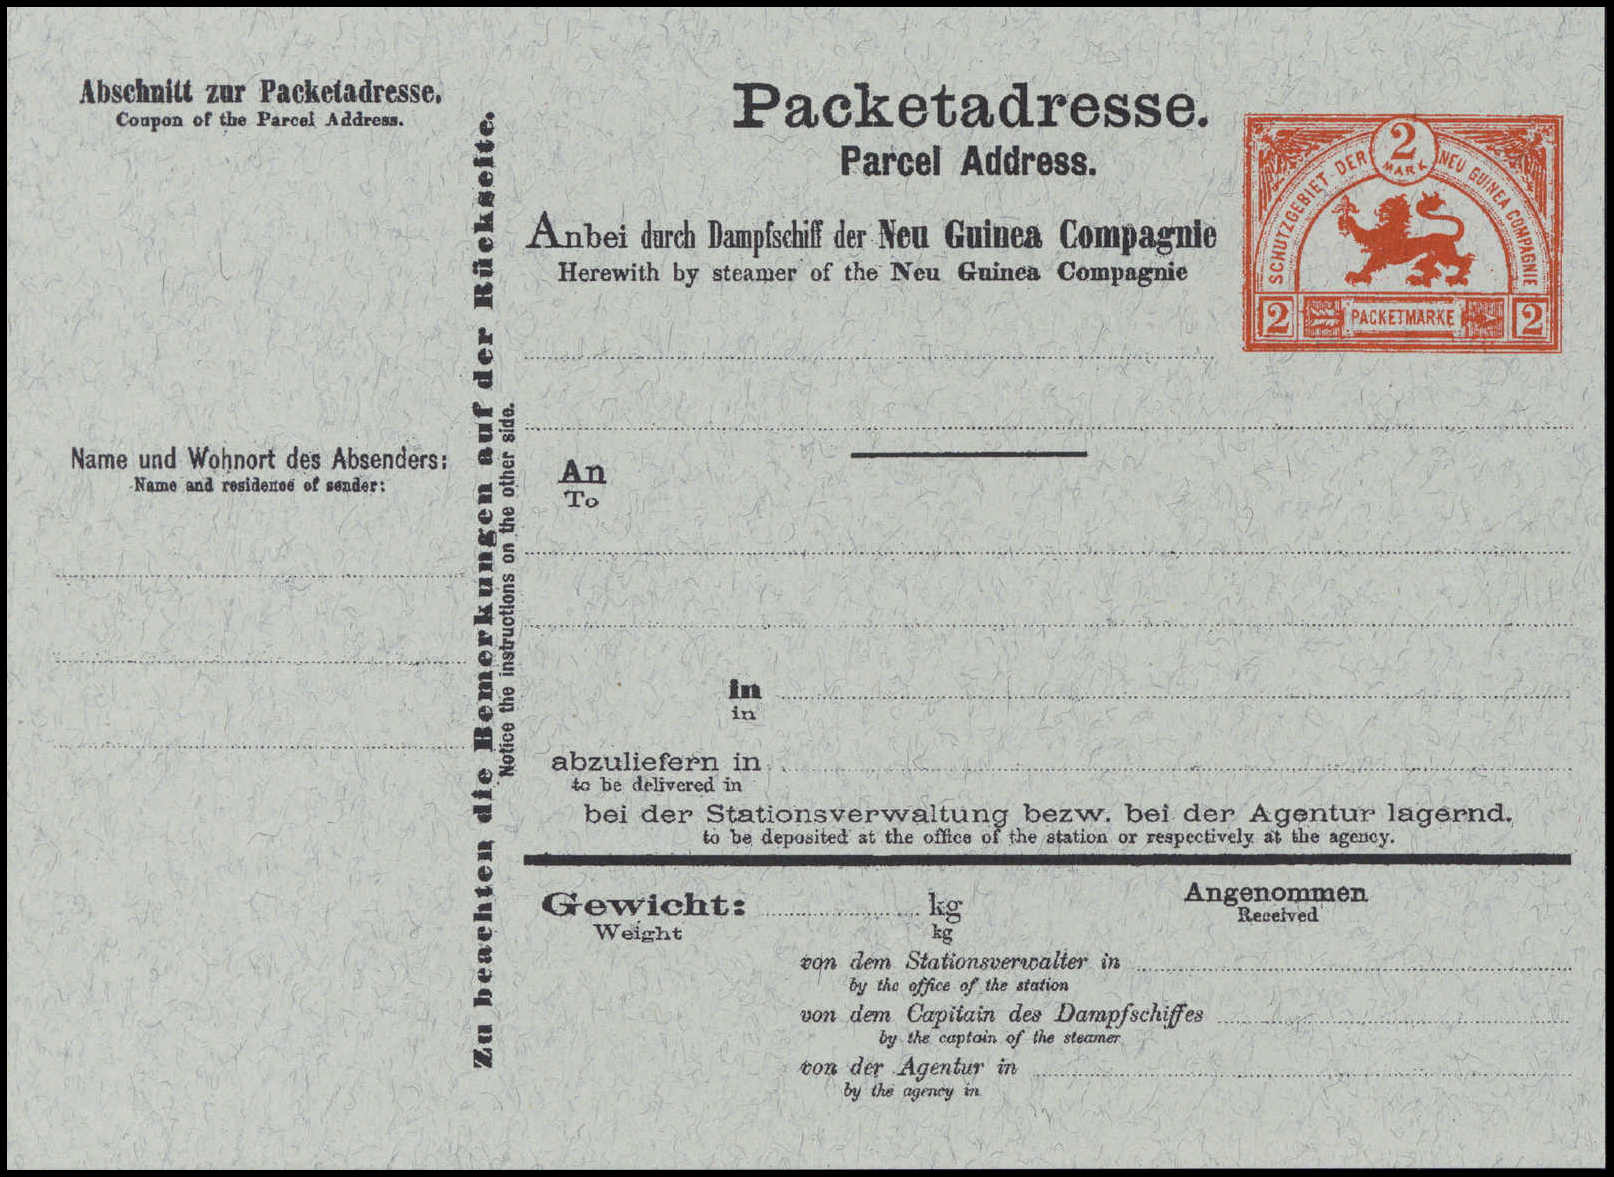 Abschnitt zur Packetadresse.
Coupon of the Parcel Address.
Name und Wohnort des Absenders:
Name and residence of sender:
Zu beachten die Bemerkungen auf der Rückseite.
Notice the instructions on the other side.
Packetadresse.
Parcel Address.
Anbei durch Dampfschiff der Neu Guinea Compagnie
Herewith by steamer of the Neu Guinea Compagnie
2
MARK
SCHUTZGEBIET DER NEU GUINEA COMPAGNIE
2 PACKETMARKE 2
An
To
in
in
abzuliefern in
to be delivered in
bei der Stationsverwaltung bezw. bei der Agentur lagernd.
to be deposited at the office of the station or respectively at the agency.
Gewicht: kg
Weight kg
Angenommen
Received
von dem Stationsverwalter in
by the office of the station
von dem Capitain des Dampfschiffes
by the captain of the steamer
von der Agentur in
by the agency in